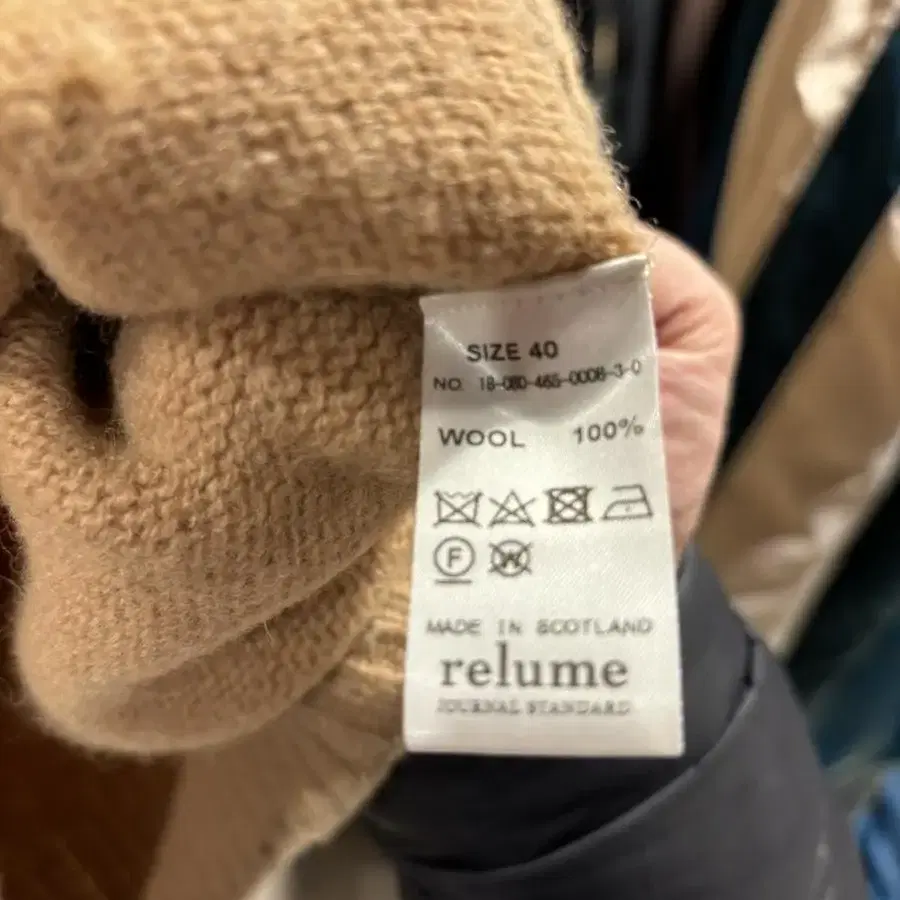 SIZE 40
NO. 18-080-465-0008-3-0
WOOL 100%
F W
MADE IN SCOTLAND
relume
JOURNAL STANDARD